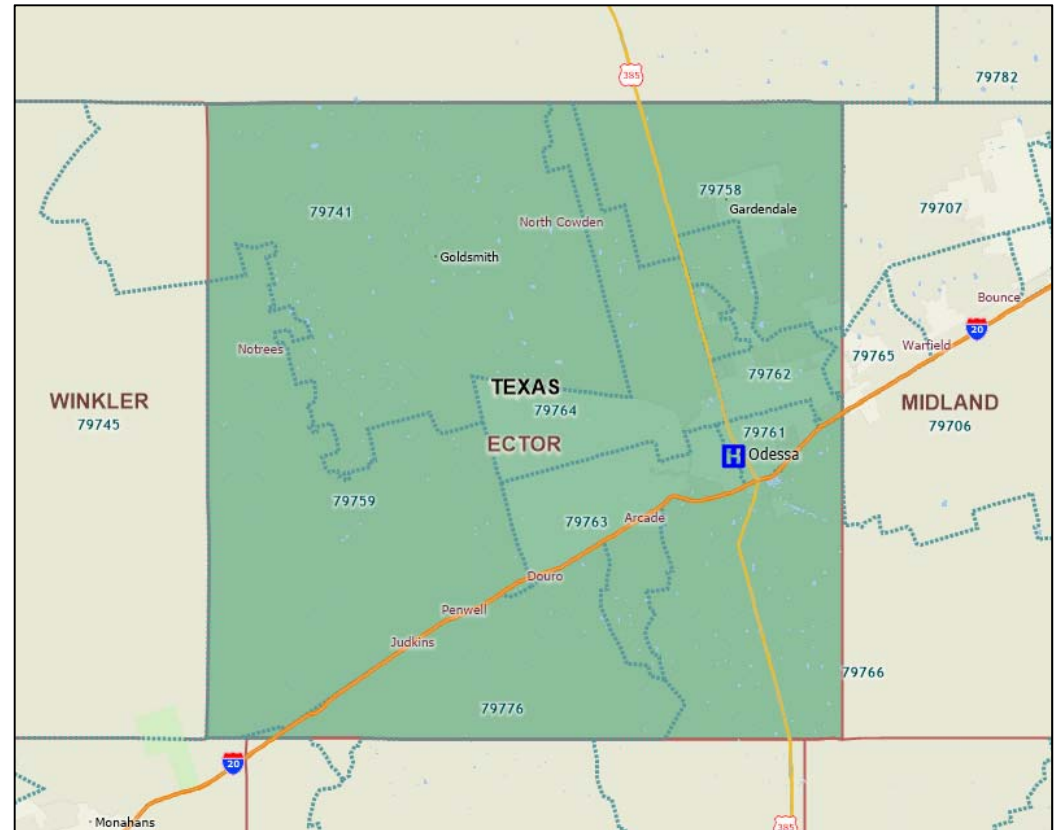 385
79782
79758
Gardendale
79741
79707
North Cowden
Goldsmith
Bounce
20
Warfield
Notrees
79765
79762
TEXAS
79764
WINKLER
79745
MIDLAND
79706
79761
ECTOR
H Odessa
79759
79763
Arcade
Douro
Penwell
Judkins
79766
79776
20
Monahans
385